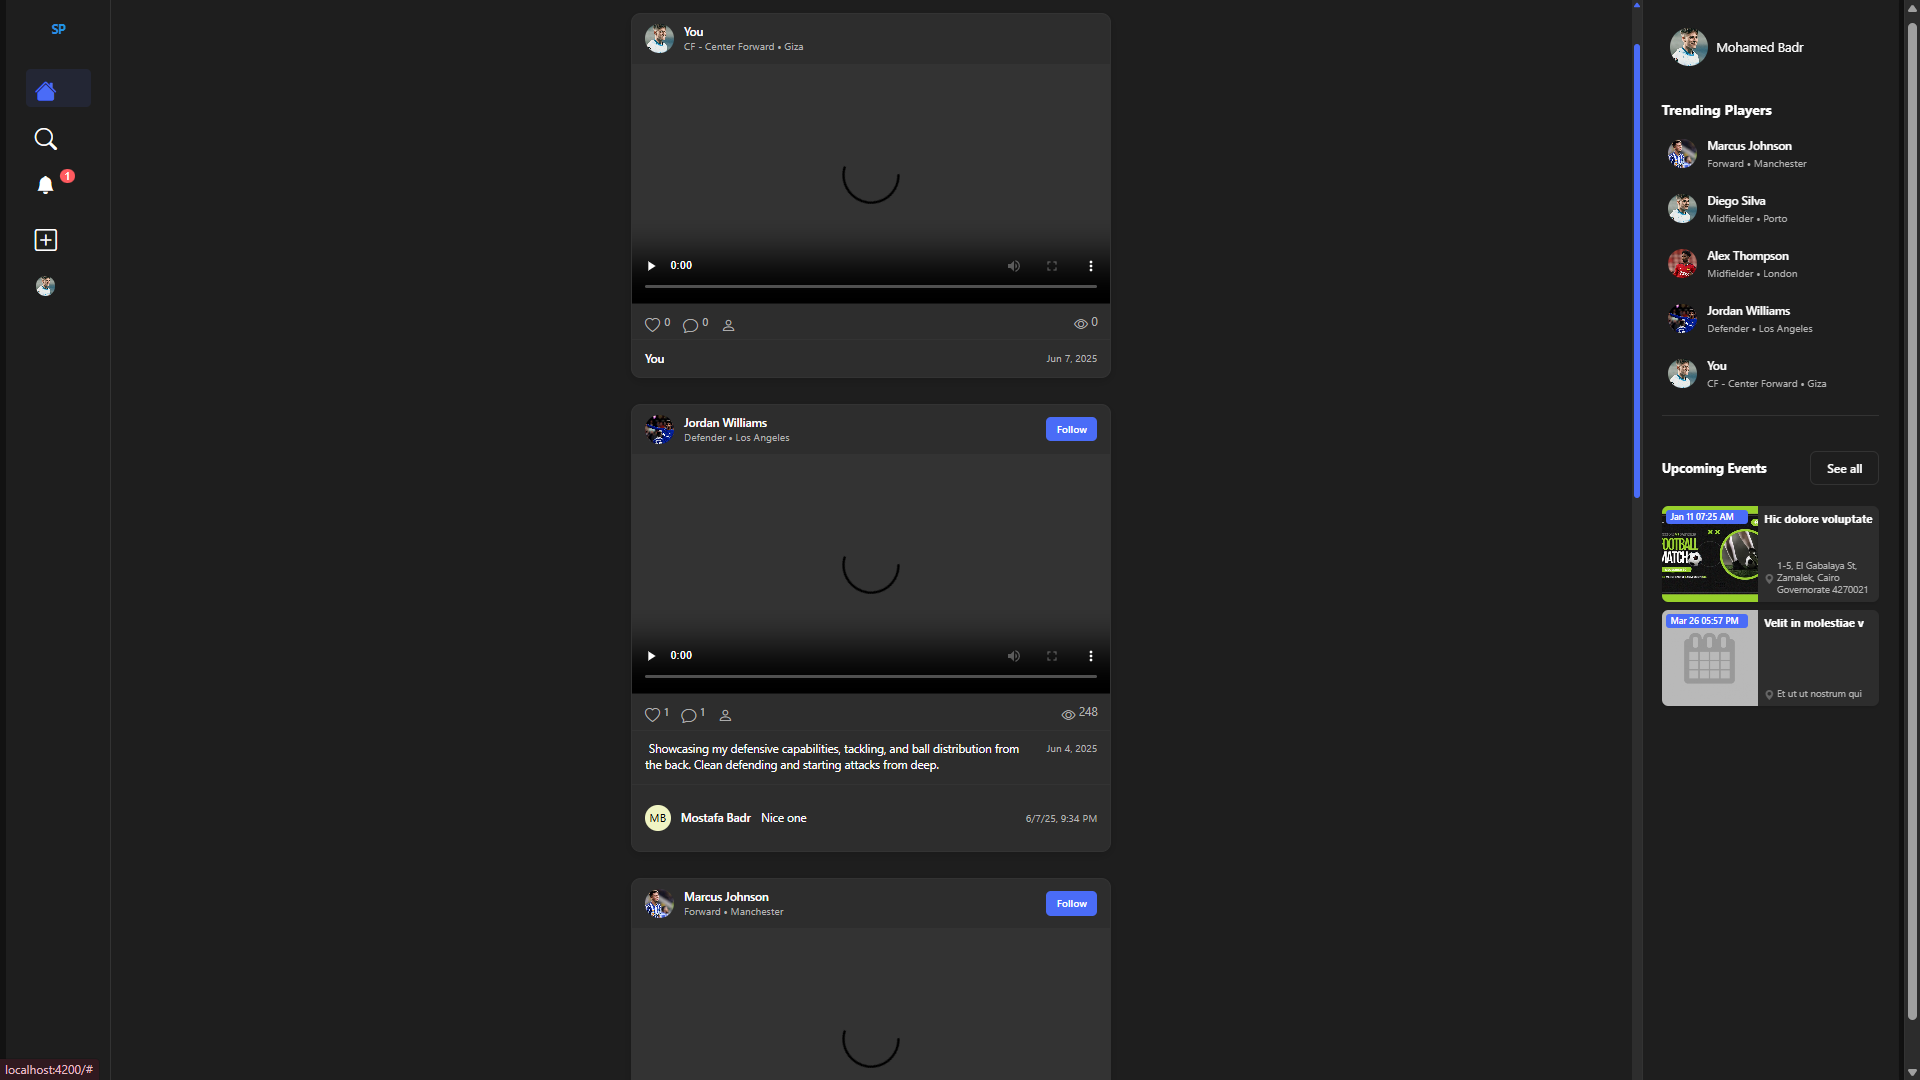 SP
1
You
CF - Center Forward • Giza
0:00
0
0
0
You
Jun 7, 2025
Jordan Williams
Defender • Los Angeles
Follow
0:00
1
1
248
Showcasing my defensive capabilities, tackling, and ball distribution from
the back. Clean defending and starting attacks from deep.
Jun 4, 2025
MB
Mostafa Badr Nice one
6/7/25, 9:34 PM
Marcus Johnson
Forward • Manchester
Follow
Mohamed Badr
Trending Players
Marcus Johnson
Forward • Manchester
Diego Silva
Midfielder • Porto
Alex Thompson
Midfielder • London
Jordan Williams
Defender • Los Angeles
You
CF - Center Forward • Giza
Upcoming Events
See all
Jan 11 07:25 AM
FOOTBALL
MATCH
Hic dolore voluptate
1-5, El Gabalaya St,
Zamalek, Cairo
Governorate 4270021
Mar 26 05:57 PM
Velit in molestiae v
Et ut ut nostrum qui
localhost:4200/#